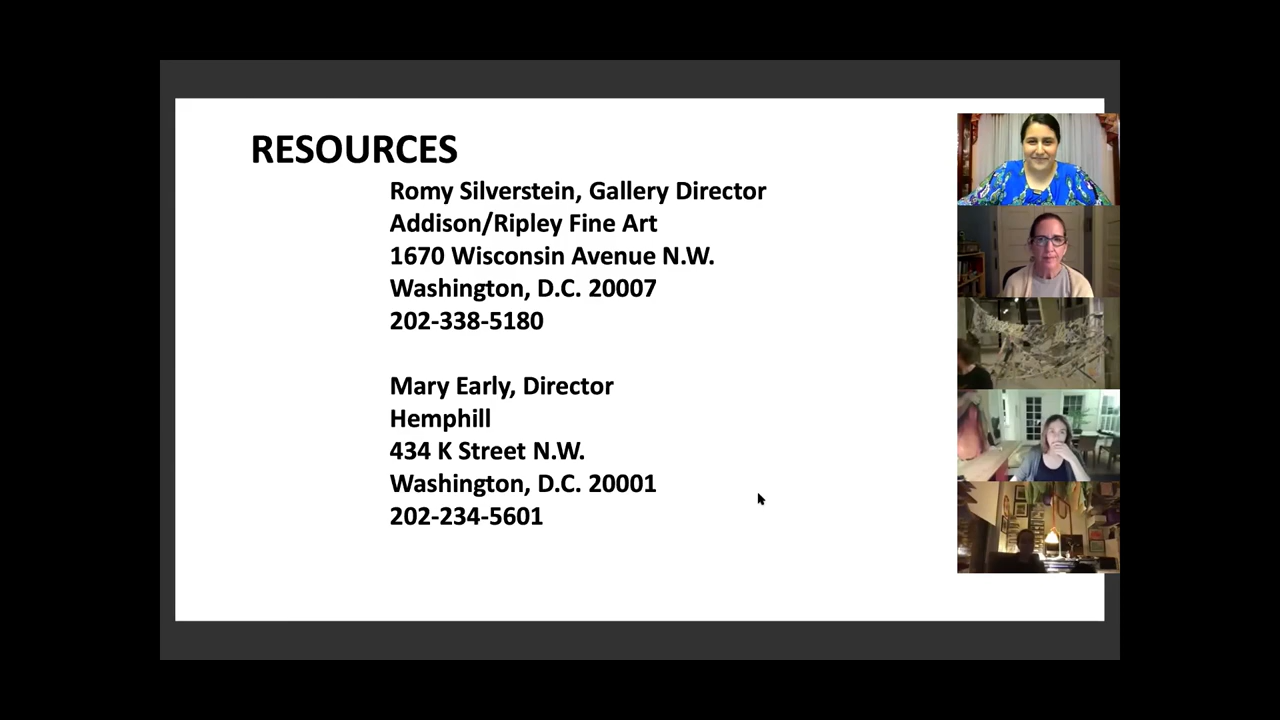 RESOURCES
Romy Silverstein, Gallery Director
Addison/Ripley Fine Art
1670 Wisconsin Avenue N.W.
Washington, D.C. 20007
202-338-5180
Mary Early, Director
Hemphill
434 K Street N.W.
Washington, D.C. 20001
202-234-5601